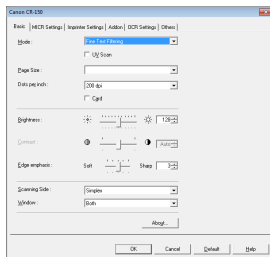 Canon CR-150
Basic MICR Settings Imprinter Settings Addon OCR Settings Others
Mode: Fine Text Filtering
UV Scan
Page Size:
Dots per inch: 200 dpi
Card
Brightness: 128
Contrast: Auto
Edge emphasis: Soft Sharp 3
Scanning Side: Simplex
Window: Both
About...
OK Cancel Default Help